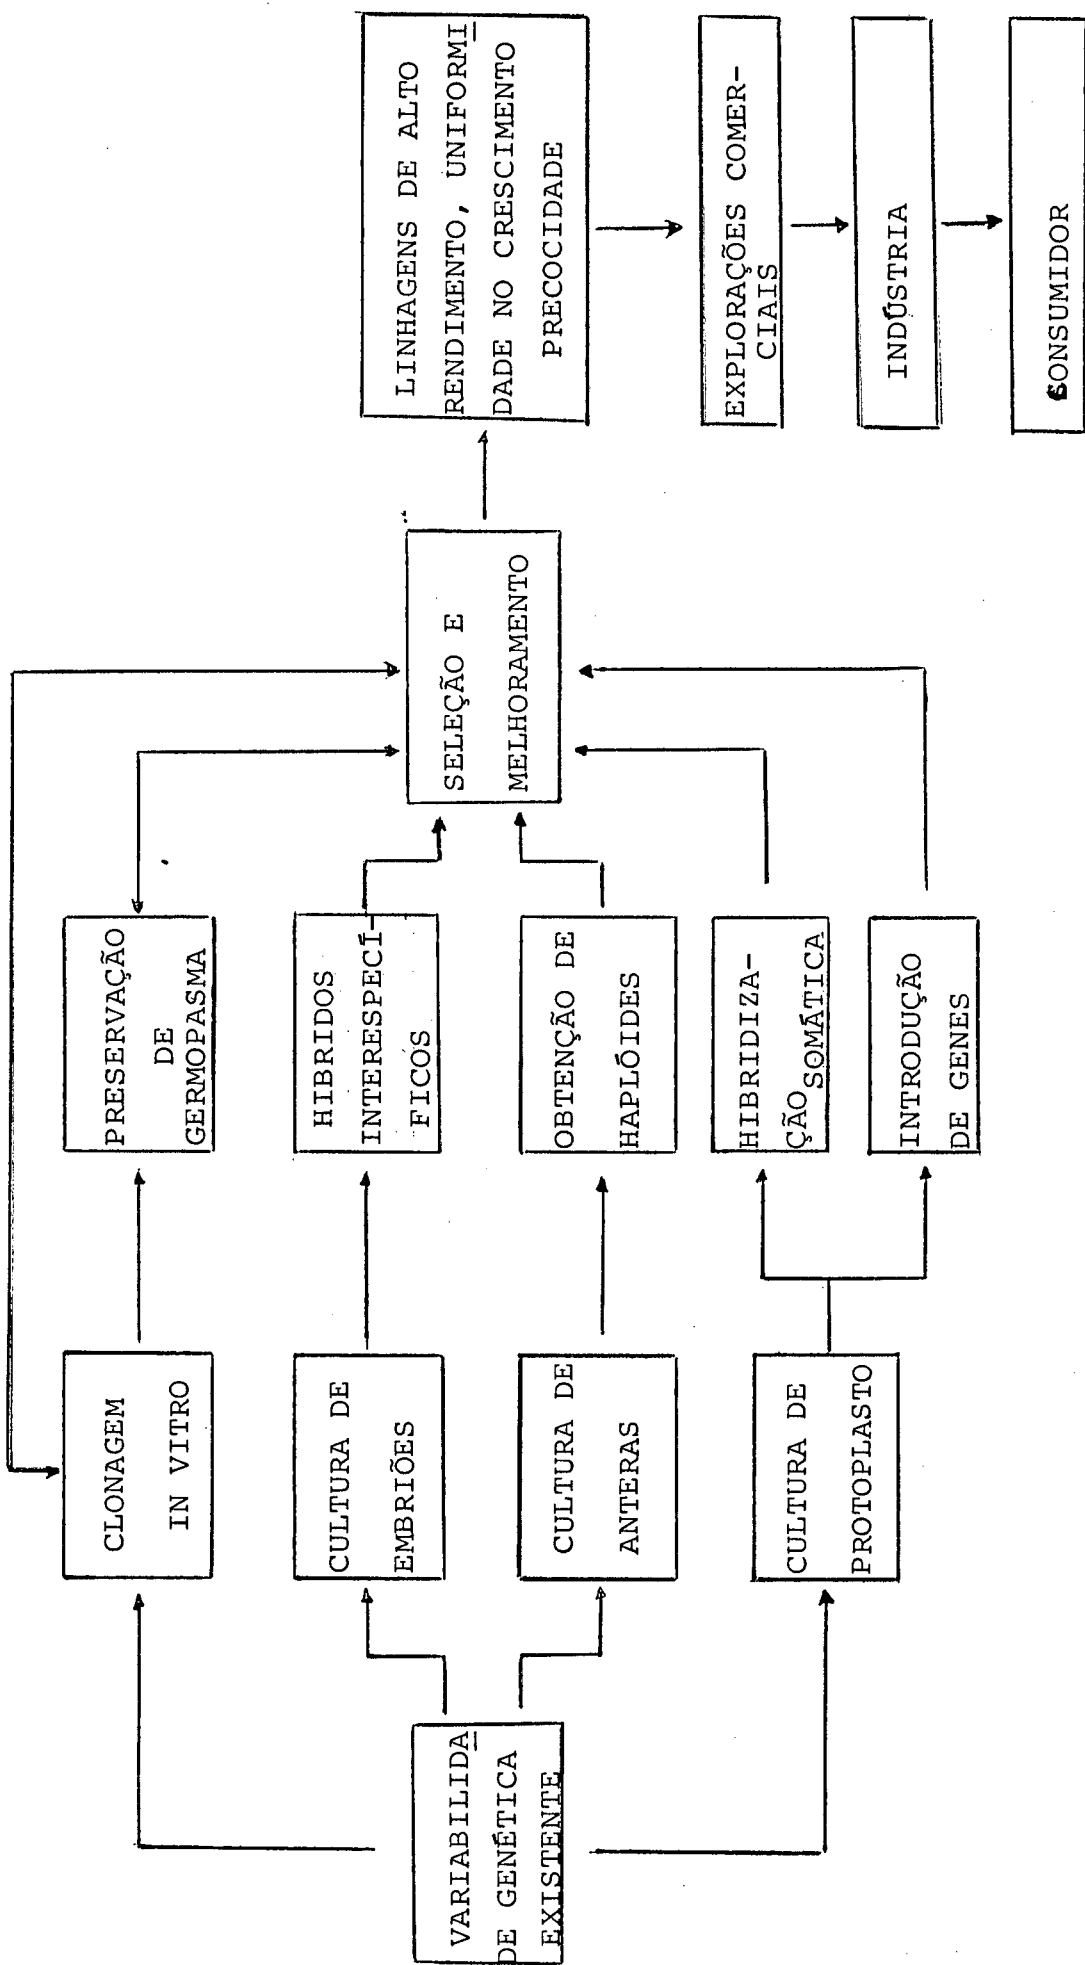 VARIABILIDA
DE GENÉTICA
EXISTENTE
CLONAGEM
IN VITRO
CULTURA DE
EMBRIÕES
CULTURA DE
ANTERAS
CULTURA DE
PROTOPLASTO
PRESERVAÇÃO
DE
GERMOPASMA
HIBRIDOS
INTERESPECÍ-
FICOS
OBTENÇÃO DE
HAPLÓIDES
HIBRIDIZA-
ÇÃO SOMÁTICA
INTRODUÇÃO
DE GENES
SELEÇÃO E
MELHORAMENTO
LINHAGENS DE ALTO
RENDIMENTO, UNIFORMI
DADE NO CRESCIMENTO
PRECOCIDADE
EXPLORAÇÕES COMER-
CIAIS
INDÚSTRIA
CONSUMIDOR